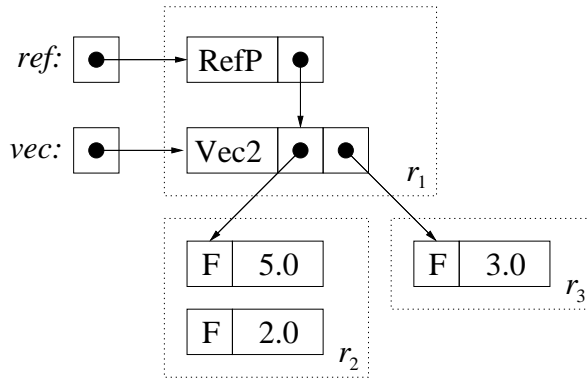 ref: RefP
vec: Vec2
r1
F 5.0
F 3.0
r3
F 2.0
r2